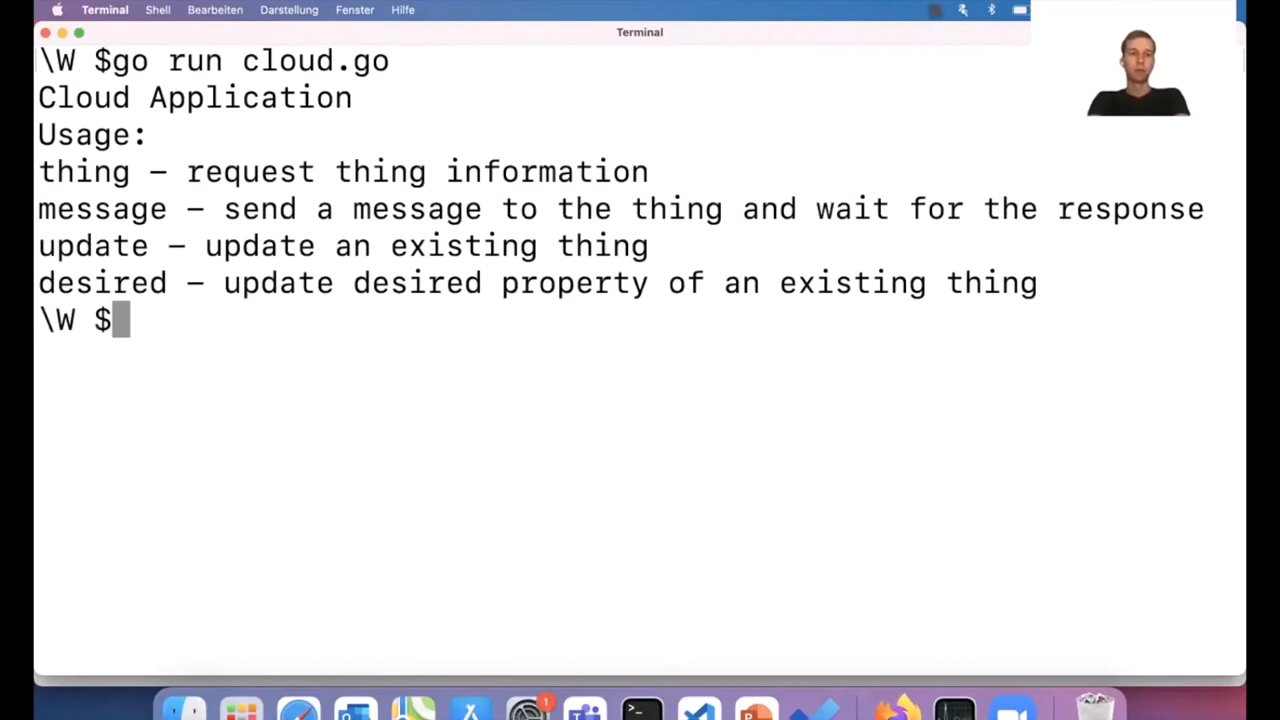 Terminal Shell Bearbeiten Darstellung Fenster Hilfe
Terminal
\W $go run cloud.go
Cloud Application
Usage:
thing – request thing information
message – send a message to the thing and wait for the response
update – update an existing thing
desired – update desired property of an existing thing
\W $
1